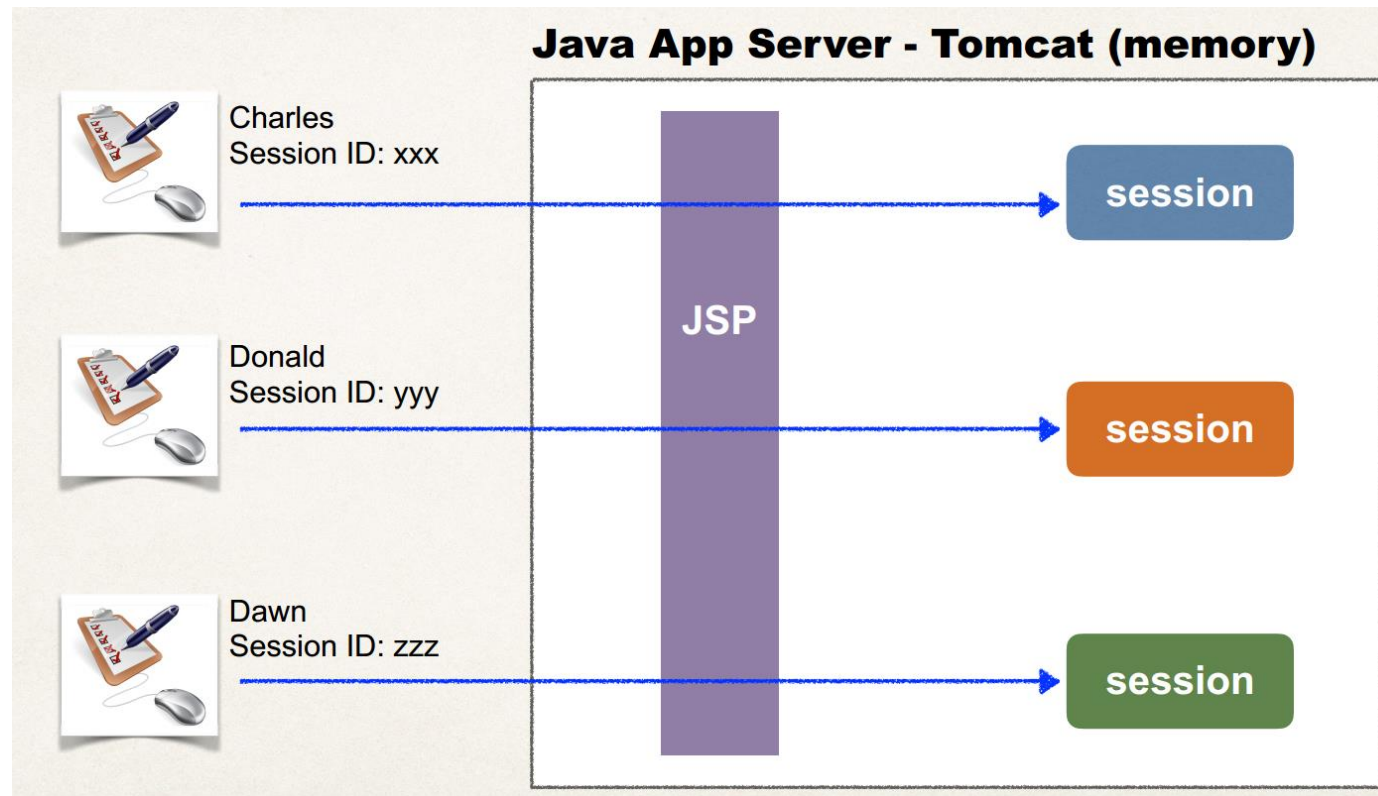 Java App Server - Tomcat (memory)
Charles
Session ID: xxx
session
JSP
Donald
Session ID: yyy
session
Dawn
Session ID: zzz
session